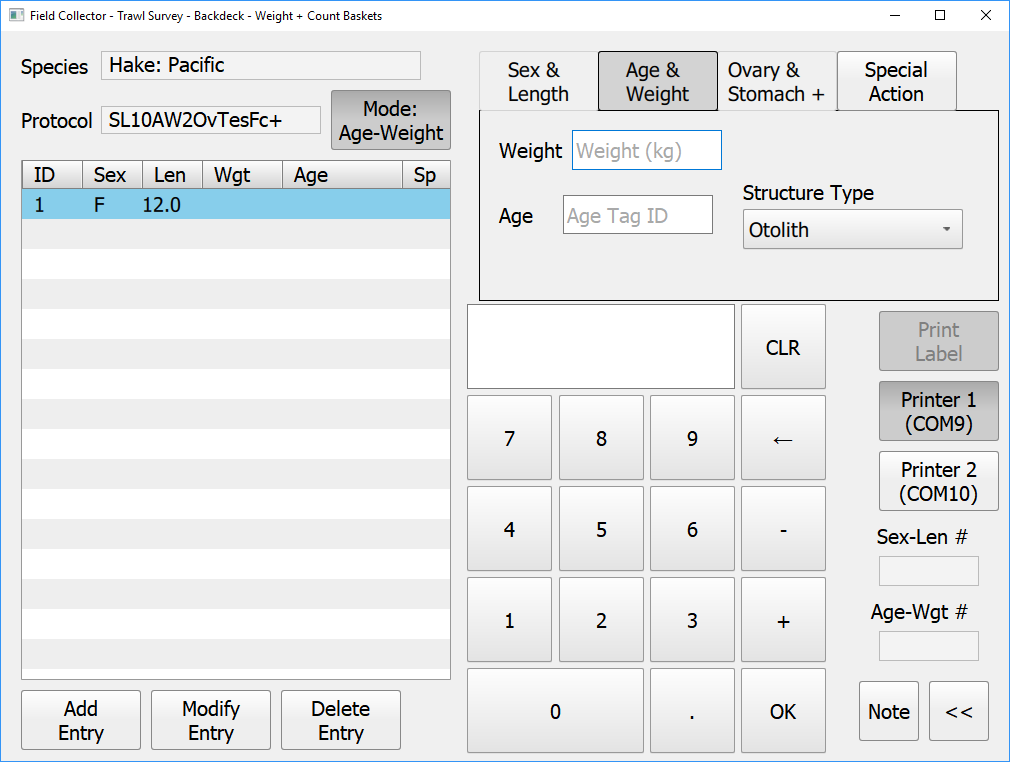 Field Collector - Trawl Survey - Backdeck - Weight + Count Baskets
Species
Hake: Pacific
Protocol
SL10AW2OvTesFc+
Mode:
Age-Weight
ID Sex Len Wgt Age Sp
1 F 12.0
Add
Entry
Modify
Entry
Delete
Entry
Sex &
Length
Age &
Weight
Ovary &
Stomach +
Special
Action
Weight
Weight (kg)
Age
Age Tag ID
Structure Type
Otolith
CLR
7 8 9 ←
4 5 6 -
1 2 3 +
0 . OK
Print
Label
Printer 1
(COM9)
Printer 2
(COM10)
Sex-Len #
Age-Wgt #
Note
<<